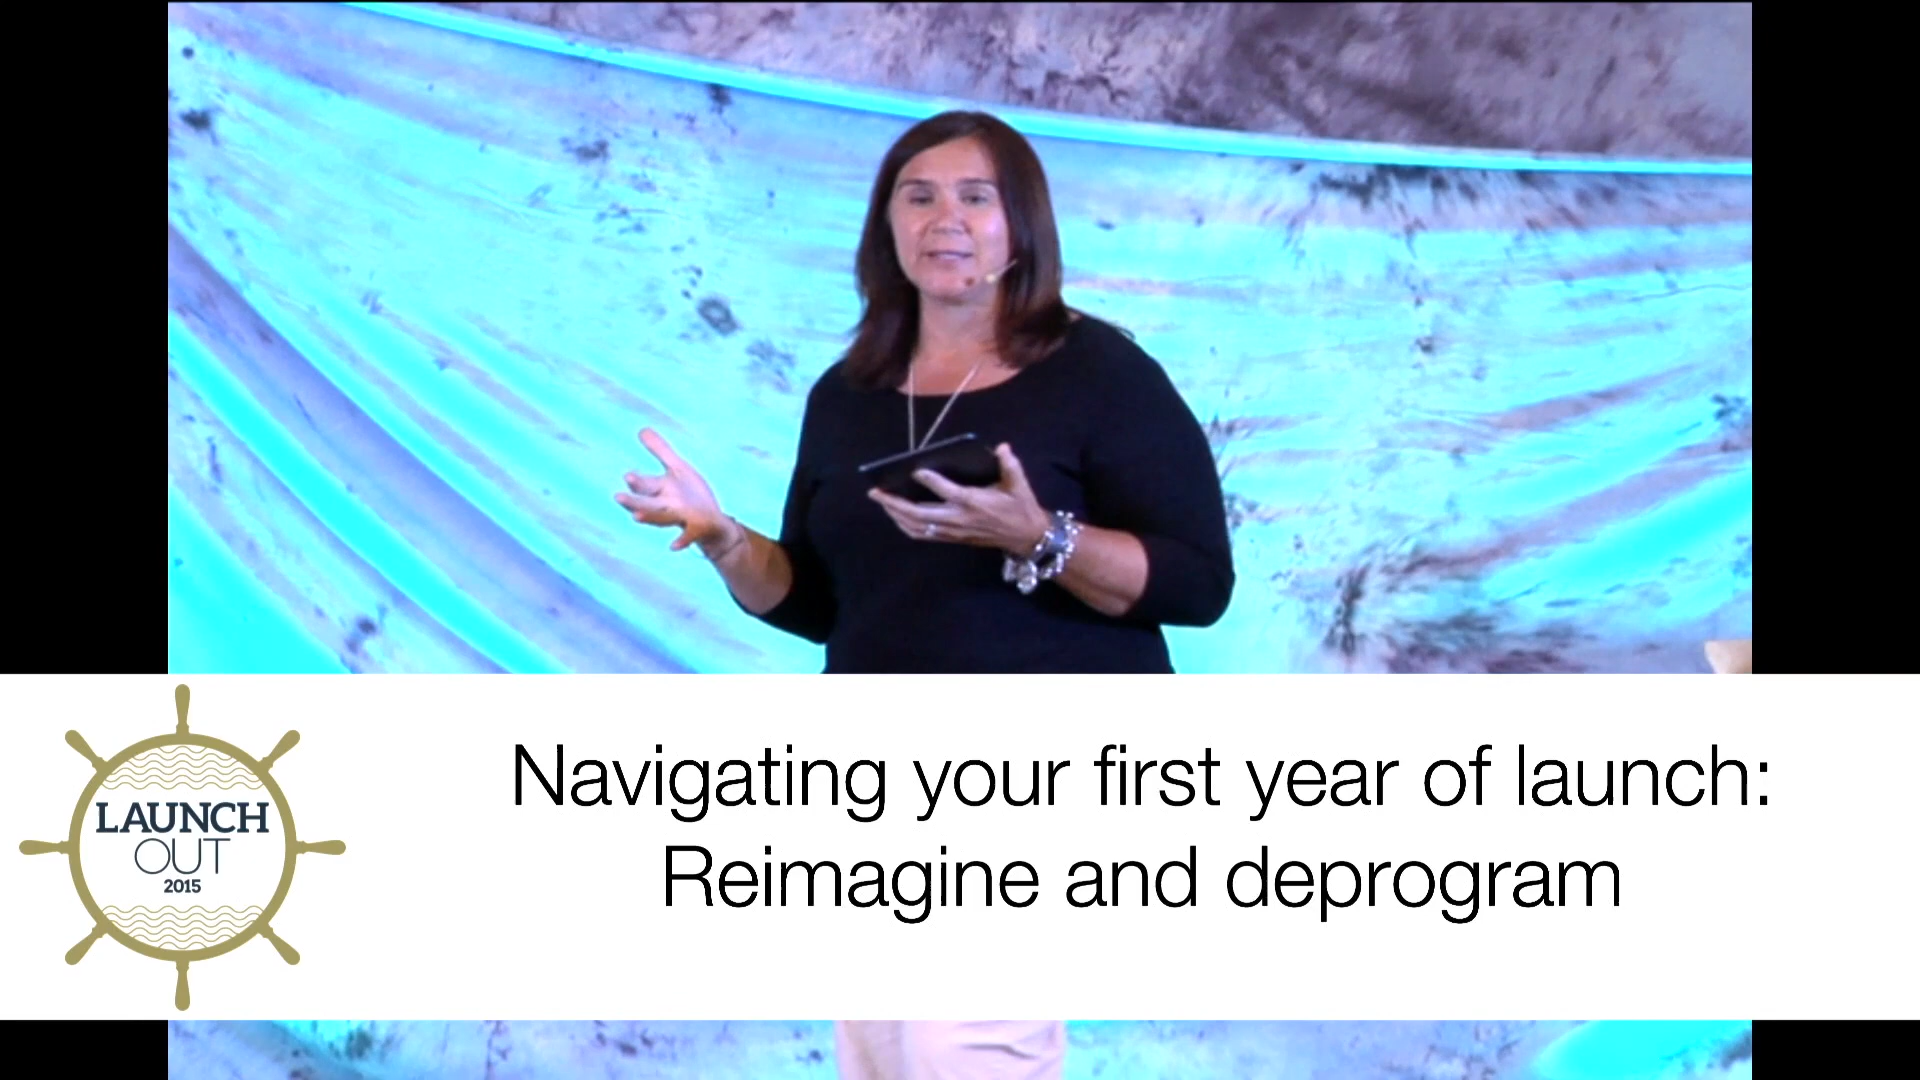 LAUNCH
OUT
2015
Navigating your first year of launch:
Reimagine and deprogram